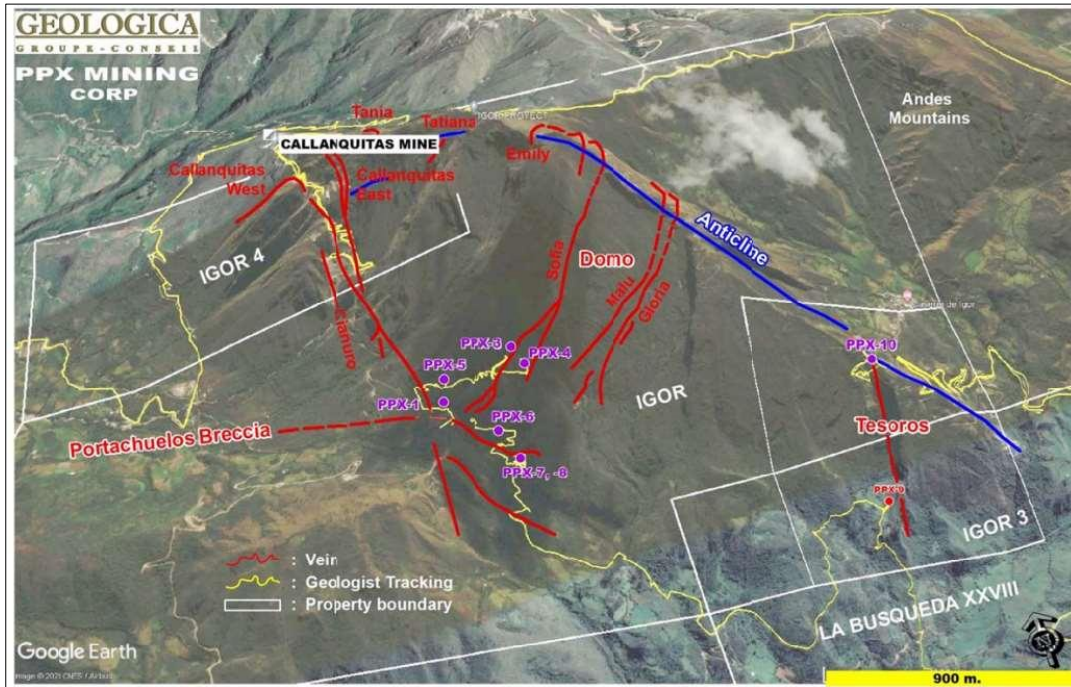 GEOLOGICA
GROUPE-CONSEIL
PPX MINING
CORP
Andes
Mountains
Tania
Tatiana
CALLANQUITAS MINE
Emily
Callanquitas
West
Callanquitas
East
Anticline
IGOR 4
Sofia
Domo
Malu
Gloria
Cianuro
PPX-3
PPX-4
PPX-5
PPX-10
PPX-1
IGOR
PPX-6
Tesoros
Portachuelos Breccia
PPX-7, -8
PPX-9
IGOR 3
: Vein
: Geologist Tracking
: Property boundary
LA BUSQUEDA XXVIII
N
Google Earth
900 m.